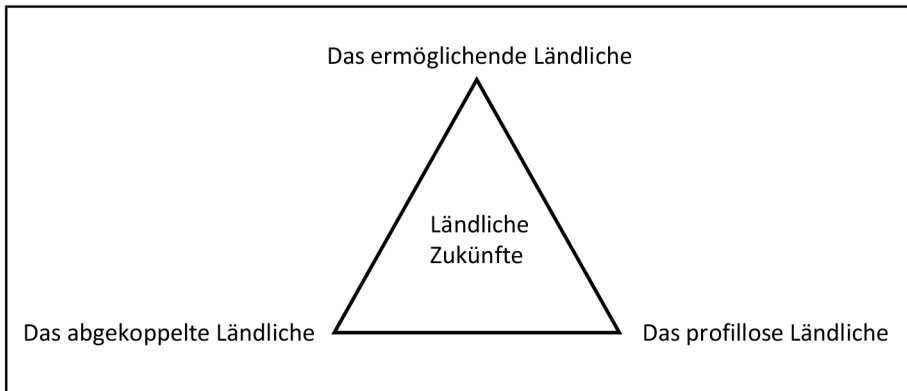 Das ermöglichende Ländliche
Ländliche
Zukünfte
Das abgekoppelte Ländliche
Das profillose Ländliche